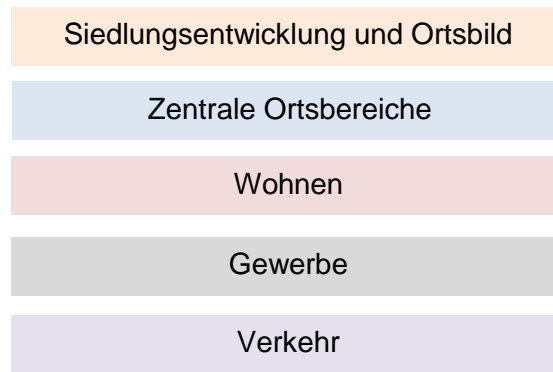 Siedlungsentwicklung und Ortsbild
Zentrale Ortsbereiche
Wohnen
Gewerbe
Verkehr